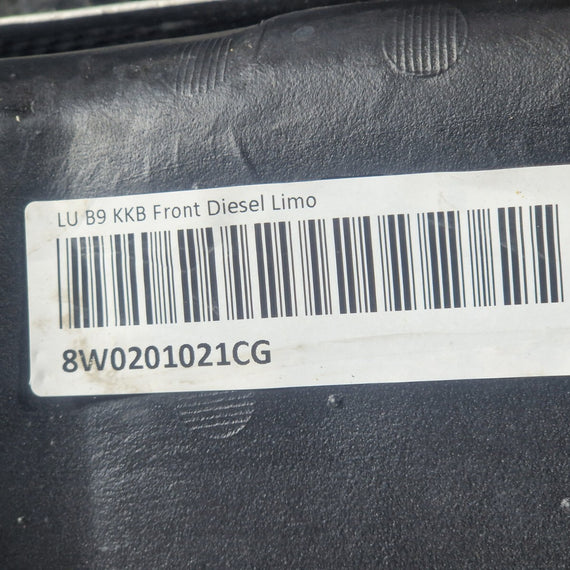 LU B9 KKB Front Diesel Limo
8W0201021CG